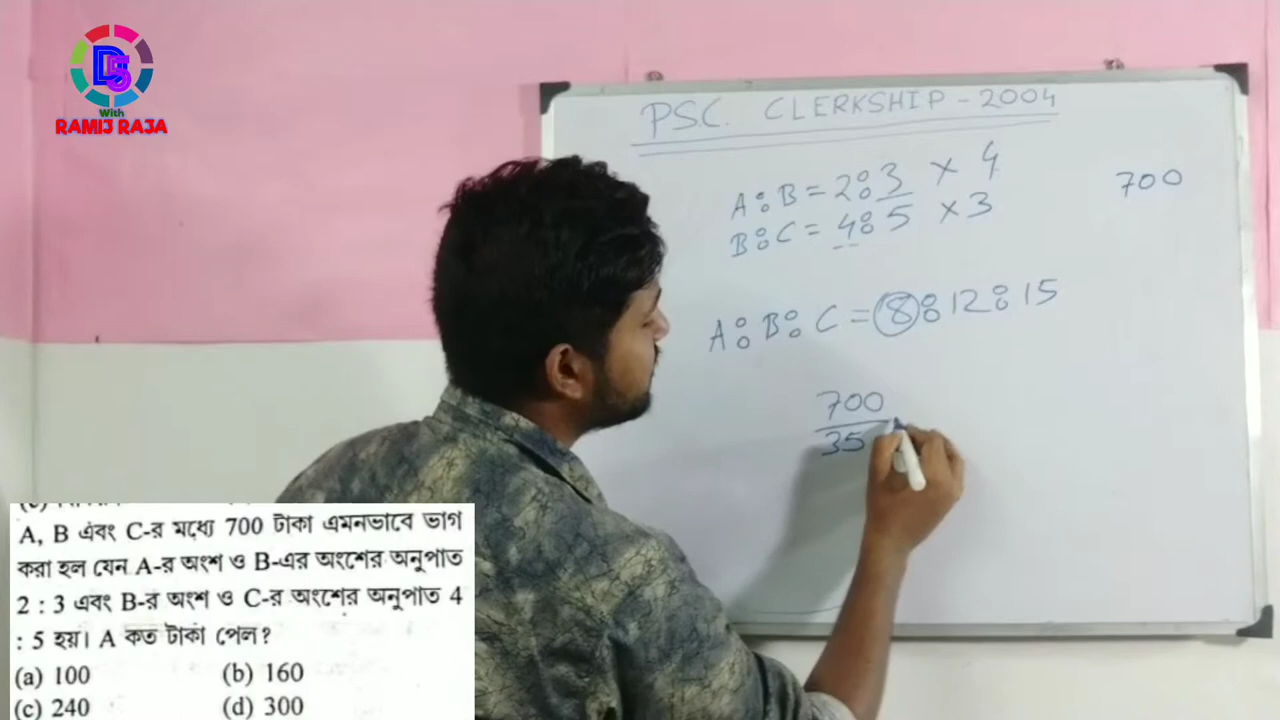 D5
With
RAMIJ RAJA
PSC. CLERKSHIP - 2004
A : B = 2 : 3 × 4
B : C = 4 : 5 × 3
700
A : B : C = 8 : 12 : 15
700
35
A, B এবং C-র মধ্যে 700 টাকা এমনভাবে ভাগ
করা হল যেন A-র অংশ ও B-এর অংশের অনুপাত
2 : 3 এবং B-র অংশ ও C-র অংশের অনুপাত 4
: 5 হয়। A কত টাকা পেল?
(a) 100 (b) 160
(c) 240 (d) 300